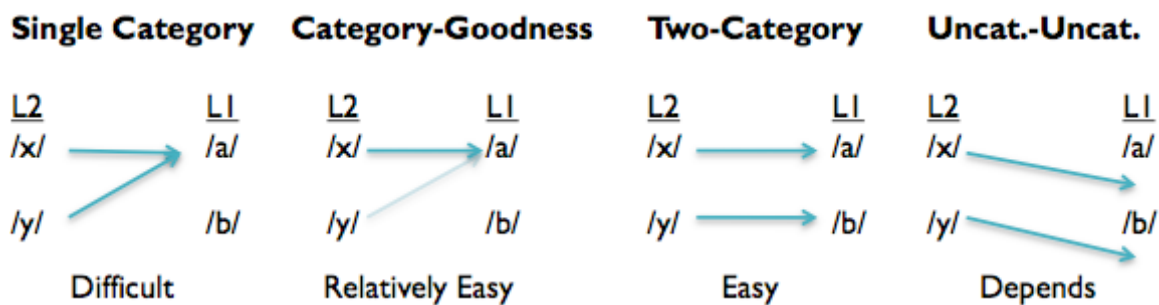 Single Category Category-Goodness Two-Category Uncat.-Uncat.
L2 L1 L2 L1 L2 L1 L2 L1
/x/ /a/ /x/ /a/ /x/ /a/ /x/ /a/
/y/ /b/ /y/ /b/ /y/ /b/ /y/ /b/
Difficult Relatively Easy Easy Depends